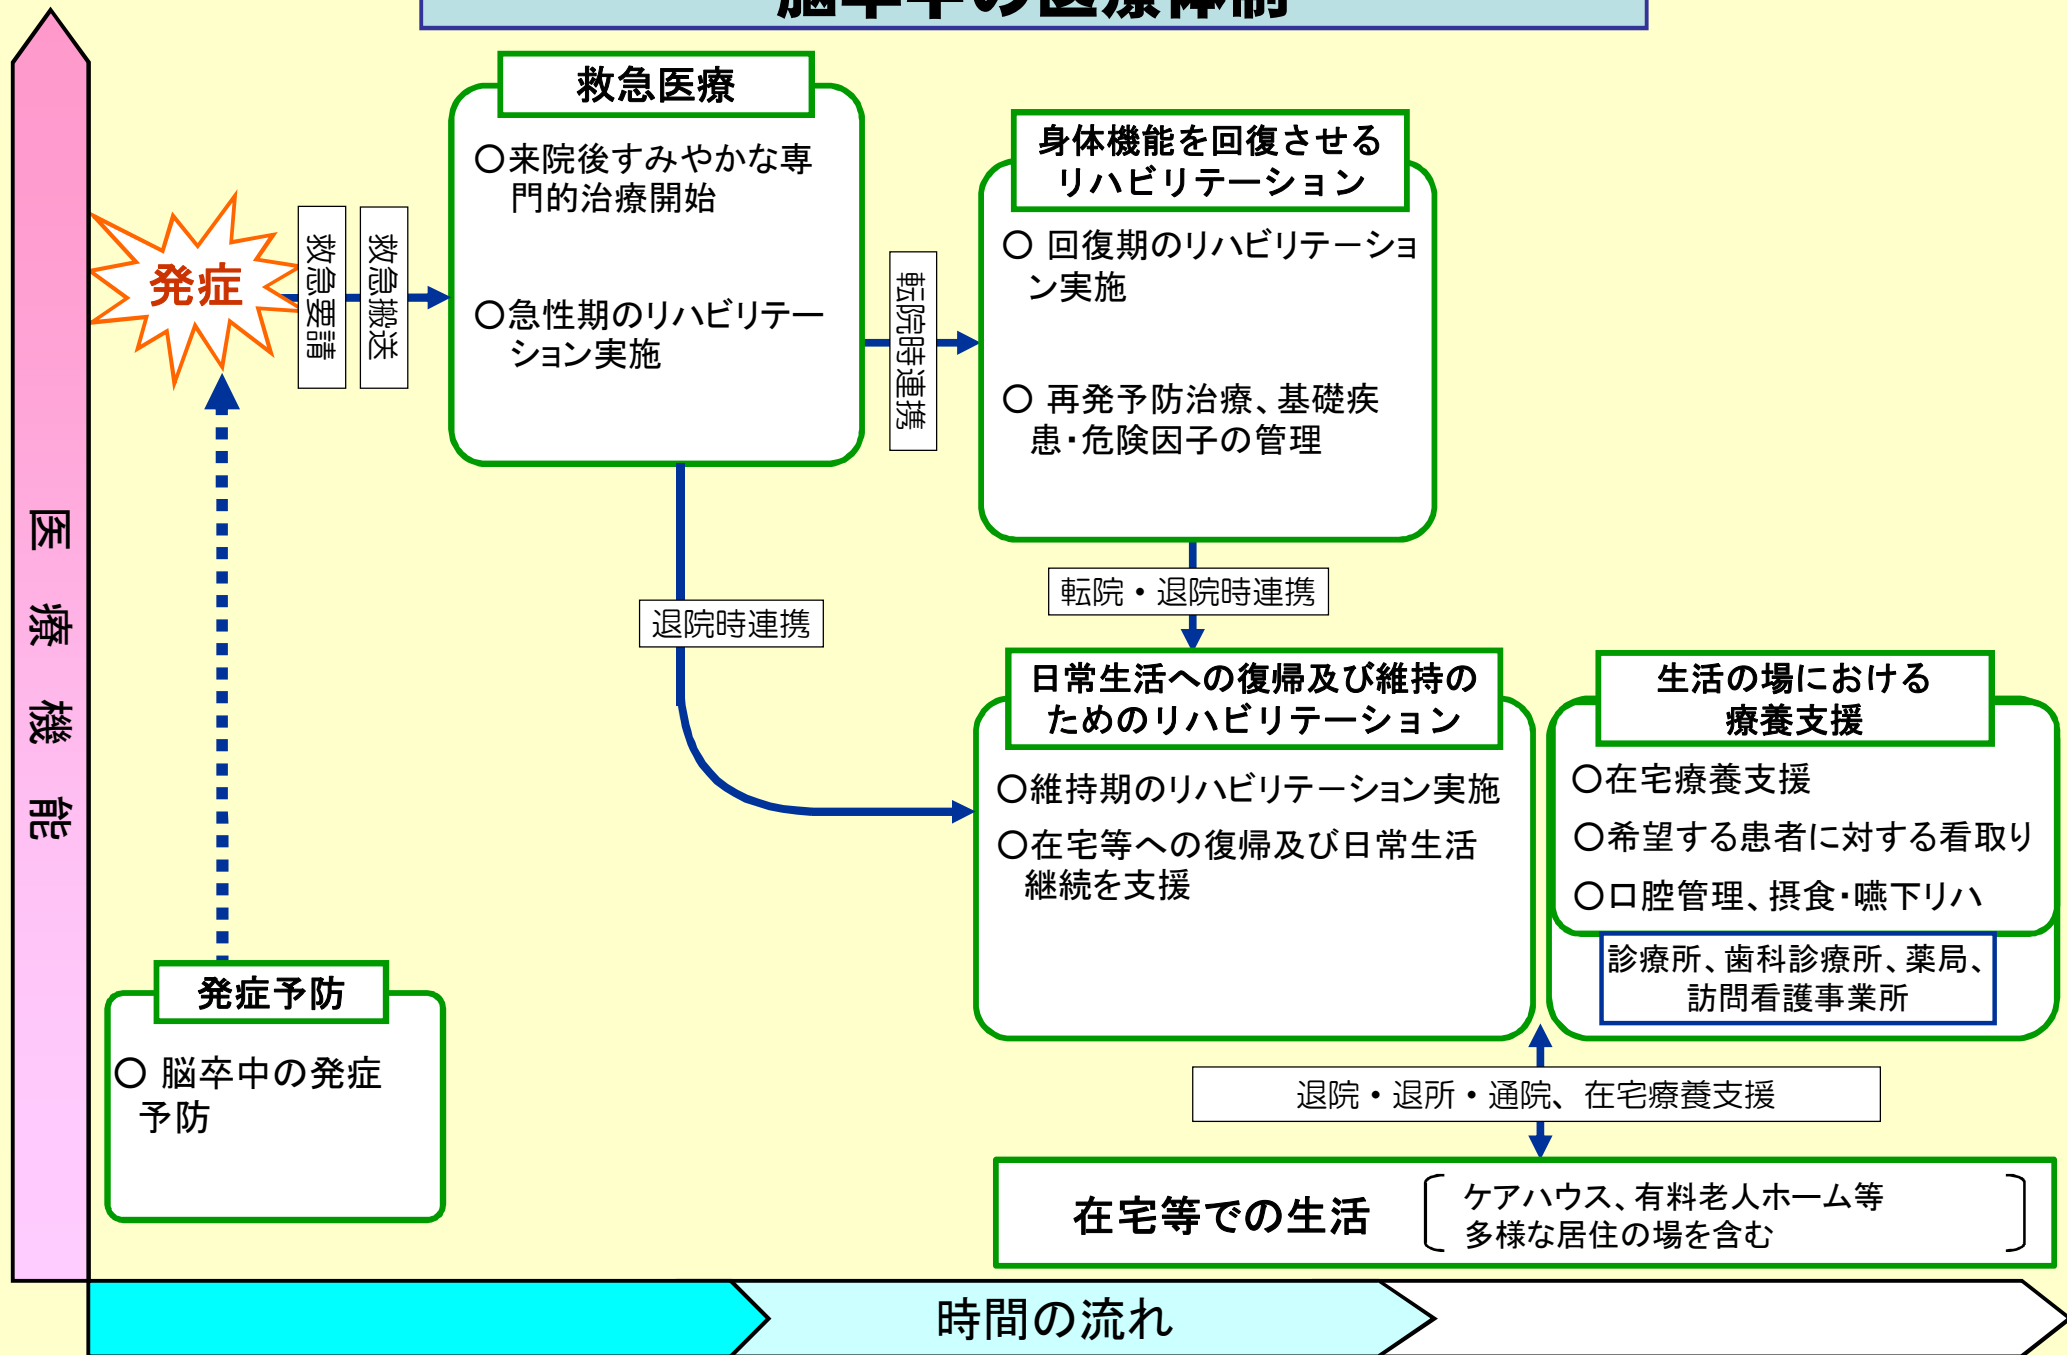 脳卒中の医療体制
救急医療
○来院後すみやかな専
門的治療開始
○急性期のリハビリテー
ション実施
身体機能を回復させる
リハビリテーション
○ 回復期のリハビリテーショ
ン実施
○ 再発予防治療、基礎疾
患・危険因子の管理
発症
救急要請
救急搬送
転院時連携
医療機能
退院時連携
転院・退院時連携
日常生活への復帰及び維持の
ためのリハビリテーション
○維持期のリハビリテーション実施
○在宅等への復帰及び日常生活
継続を支援
生活の場における
療養支援
○在宅療養支援
○希望する患者に対する看取り
○口腔管理、摂食・嚥下リハ
診療所、歯科診療所、薬局、
訪問看護事業所
発症予防
○ 脳卒中の発症
予防
退院・退所・通院、在宅療養支援
在宅等での生活
ケアハウス、有料老人ホーム等
多様な居住の場を含む
時間の流れ